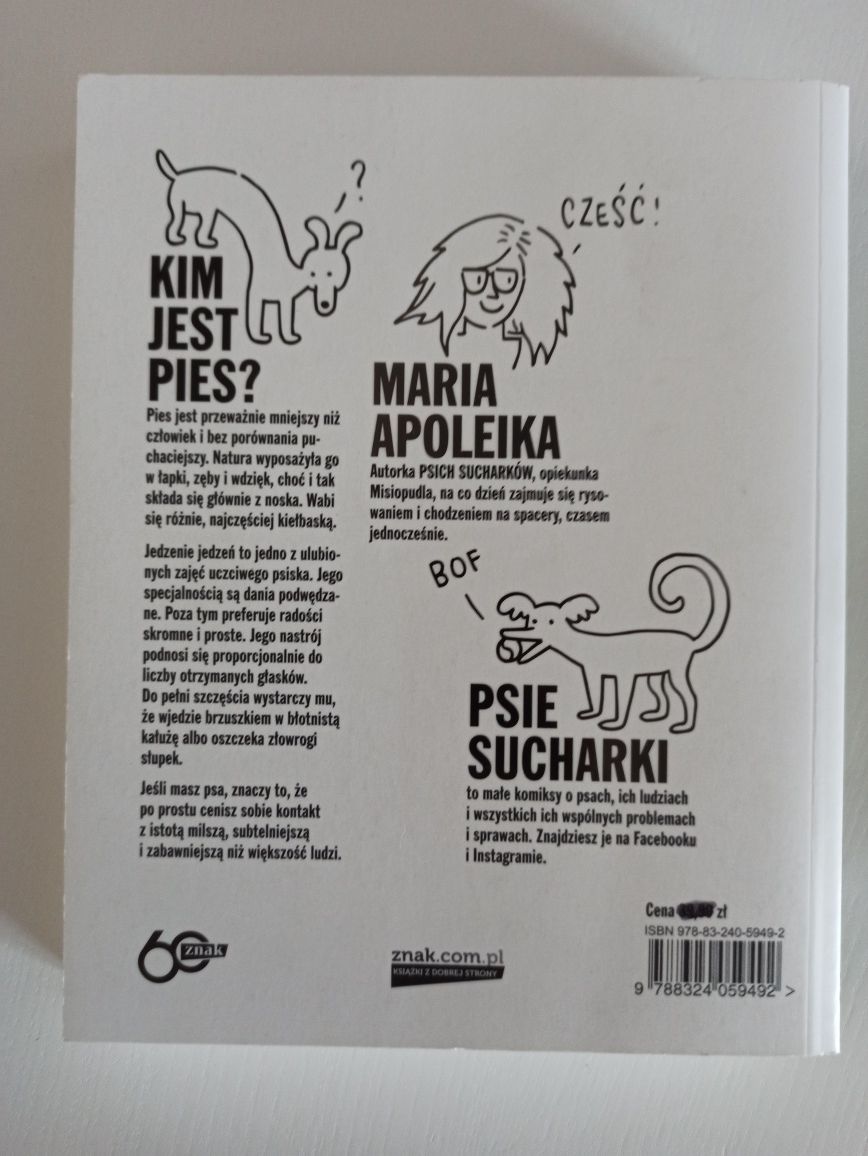 ?
KIM
JEST
PIES?
Pies jest przeważnie mniejszy niż
człowiek i bez porównania pu-
chaciejszy. Natura wyposażyła go
w łapki, zęby i wdzięk, choć i tak
składa się głównie z noska. Wabi
się różnie, najczęściej kiełbaską.
Jedzenie jedzeń to jedno z ulubio-
nych zajęć uczciwego psiska. Jego
specjalnością są dania podwędza-
ne. Poza tym preferuje radości
skromne i proste. Jego nastrój
podnosi się proporcjonalnie do
liczby otrzymanych głasków.
Do pełni szczęścia wystarczy mu,
że wjedzie brzuszkiem w błotnistą
kałużę albo oszczeka złowrogi
słupek.
Jeśli masz psa, znaczy to, że
po prostu cenisz sobie kontakt
z istotą milszą, subtelniejszą
i zabawniejszą niż większość ludzi.
CZEŚĆ!
MARIA
APOLEIKA
Autorka PSICH SUCHARKÓW, opiekunka
Misiopudla, na co dzień zajmuje się ryso-
waniem i chodzeniem na spacery, czasem
jednocześnie.
BOF
PSIE
SUCHARKI
to małe komiksy o psach, ich ludziach
i wszystkich ich wspólnych problemach
i sprawach. Znajdziesz je na Facebooku
i Instagramie.
60 znak
znak.com.pl
KSIĄŻKI Z DOBREJ STRONY
Cena zł
ISBN 978-83-240-5949-2
9 788324 059492 >